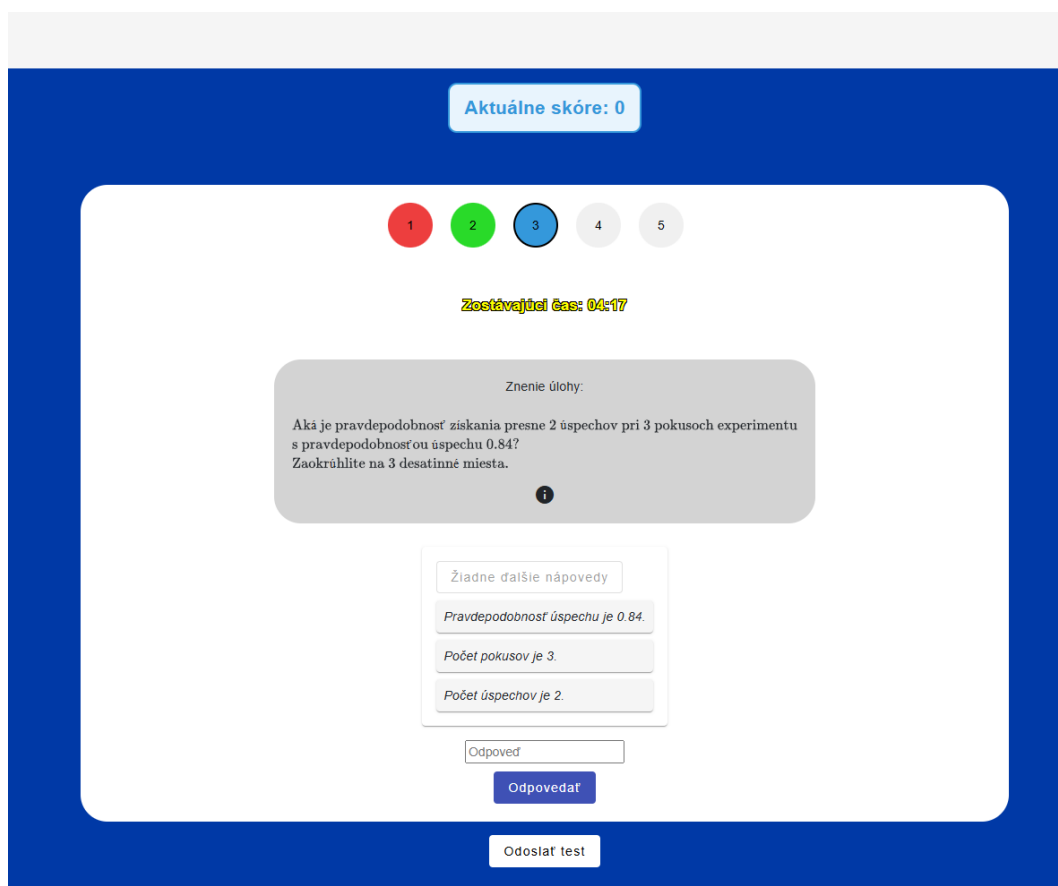 Aktuálne skóre: 0
1 2 3 4 5
Zostávajúci čas: 04:17
Znenie úlohy:
Aká je pravdepodobnosť získania presne 2 úspechov pri 3 pokusoch experimentu
s pravdepodobnosťou úspechu 0.84?
Zaokrúhlite na 3 desatinné miesta.
Žiadne ďalšie nápovedy
Pravdepodobnosť úspechu je 0.84.
Počet pokusov je 3.
Počet úspechov je 2.
Odpoveď
Odpovedať
Odoslať test